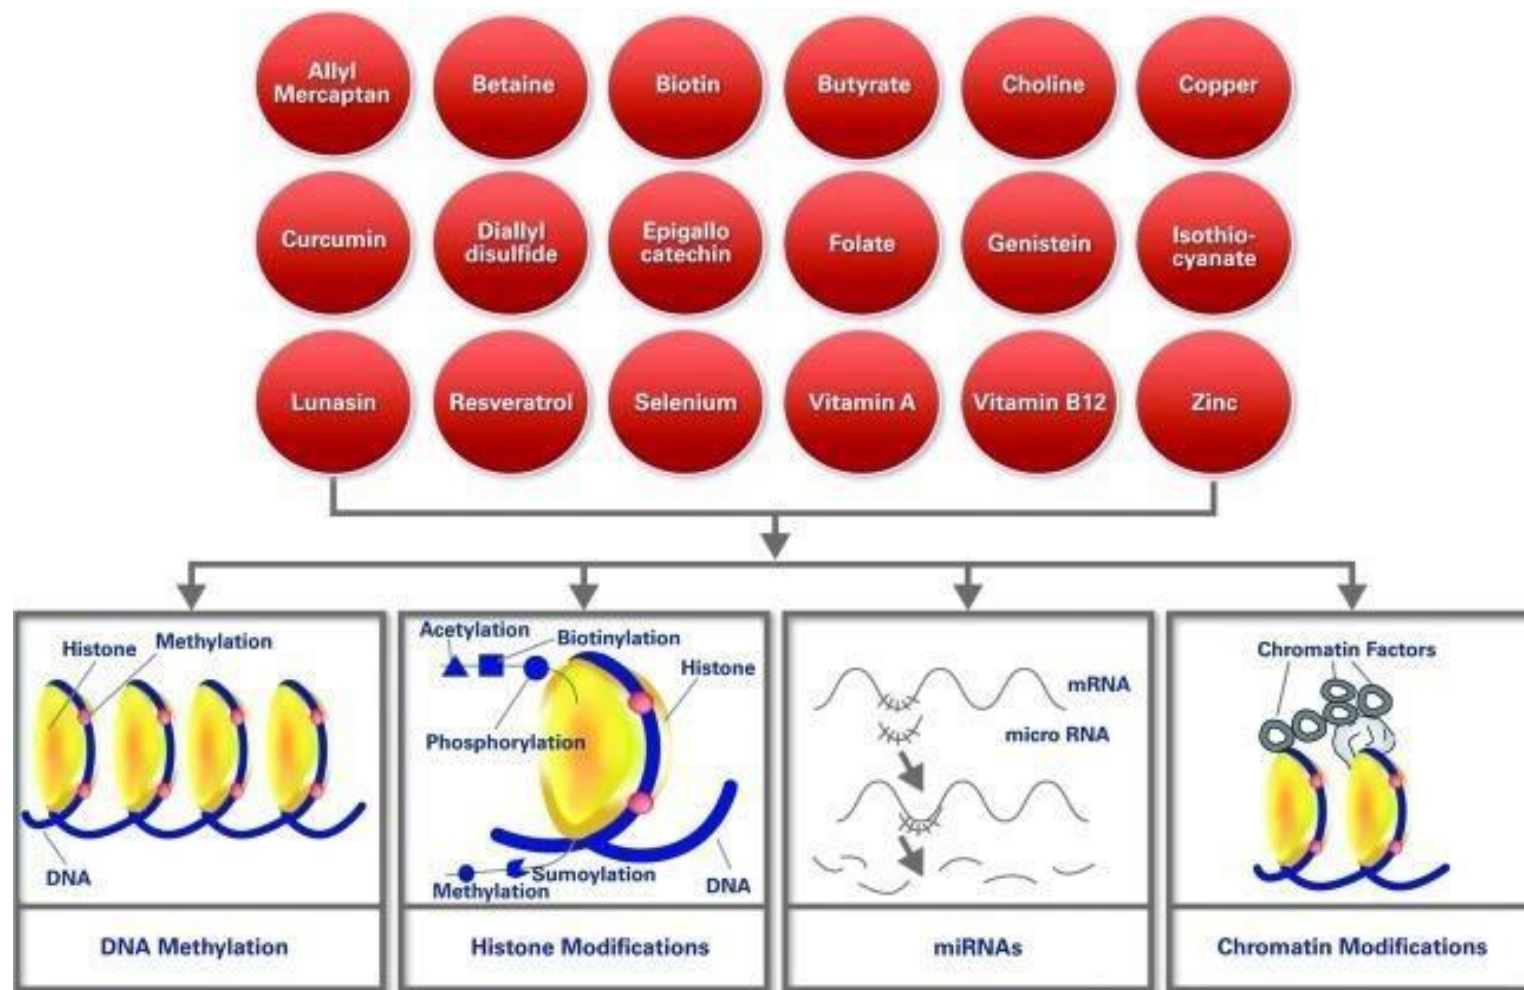 Allyl
Mercaptan
Betaine
Biotin
Butyrate
Choline
Copper
Curcumin
Diallyl
disulfide
Epigallo
catechin
Folate
Genistein
Isothio-
cyanate
Lunasin
Resveratrol
Selenium
Vitamin A
Vitamin B12
Zinc
Histone
Methylation
DNA
DNA Methylation
Acetylation
Biotinylation
Histone
Phosphorylation
Sumoylation
Methylation
DNA
Histone Modifications
mRNA
micro RNA
miRNAs
Chromatin Factors
Chromatin Modifications